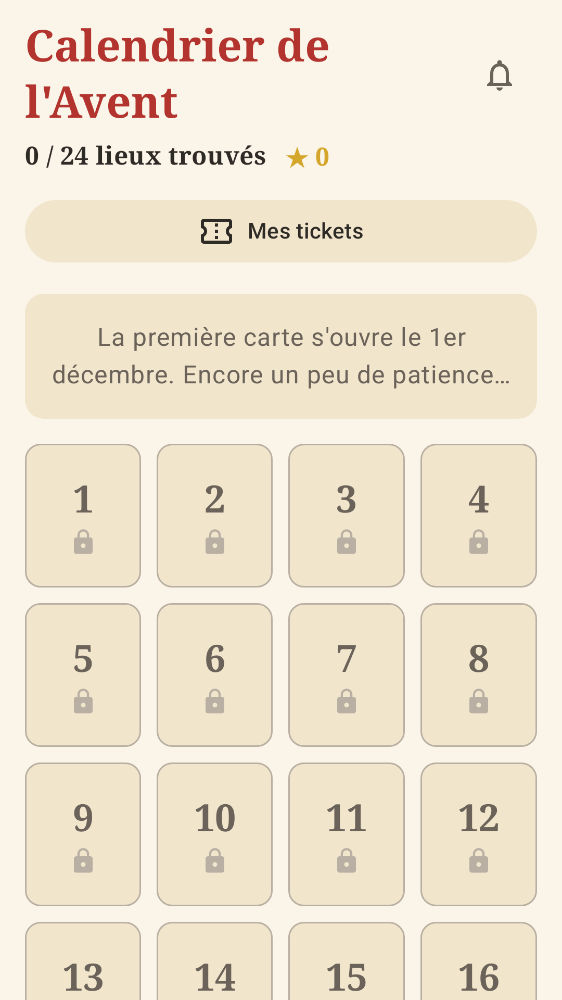 Calendrier de
l'Avent
0 / 24 lieux trouvés ★ 0
Mes tickets
La première carte s'ouvre le 1er
décembre. Encore un peu de patience…
1 2 3 4
5 6 7 8
9 10 11 12
13 14 15 16